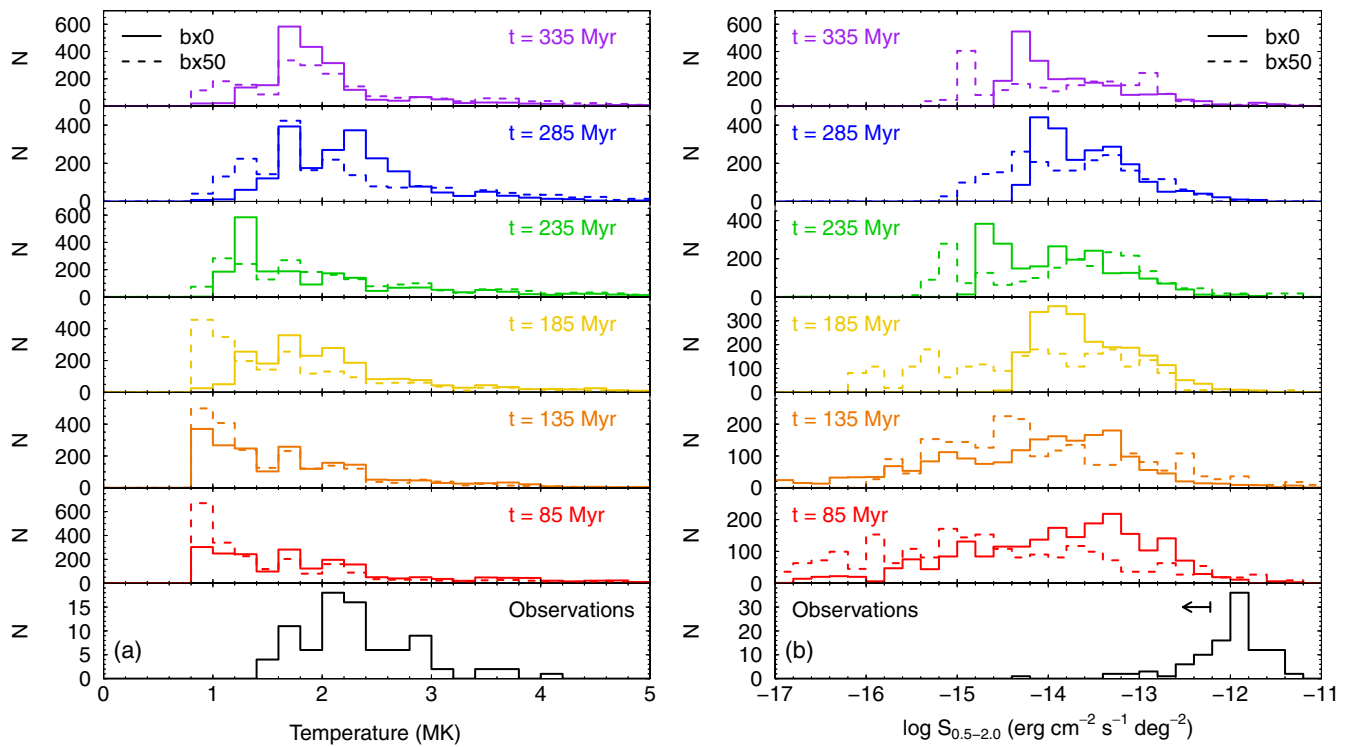 600
400
200
0
N
bx0
bx50
t = 335 Myr
400
200
0
N
t = 285 Myr
600
400
200
0
N
t = 235 Myr
400
200
0
N
t = 185 Myr
400
200
0
N
t = 135 Myr
600
400
200
0
N
t = 85 Myr
15
10
5
0
N
(a)
Observations
0 1 2 3 4 5
Temperature (MK)
600
400
200
0
N
t = 335 Myr
bx0
bx50
400
200
0
N
t = 285 Myr
400
200
0
N
t = 235 Myr
300
200
100
0
N
t = 185 Myr
200
100
0
N
t = 135 Myr
200
100
0
N
t = 85 Myr
30
20
10
0
N
Observations
(b)
−17 −16 −15 −14 −13 −12 −11
log S0.5−2.0 (erg cm−2 s−1 deg−2)